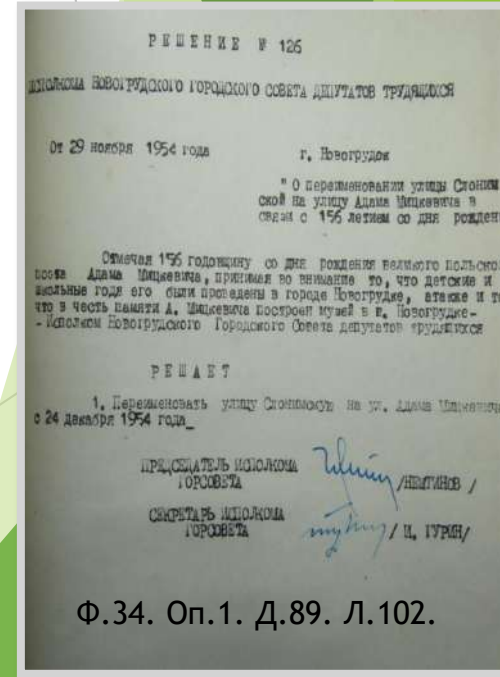 РЕШЕНИЕ № 126
ИСПОЛКОМА НОВОГРУДСКОГО ГОРОДСКОГО СОВЕТА ДЕПУТАТОВ ТРУДЯЩИХСЯ
От 29 ноября 1954 года
г. Новогрудок
" О переименовании улицы Слоним
ской на улицу Адама Мицкевича в
связи с 156 летием со дня рождени
Отмечая 156 годовщину со дня рождения великого польско
поэта Адама Мицкевича, принимая во внимание то, что детские и
школьные годы его были проведены в городе Новогрудке, атакже и т
что в честь памяти А. Мицкевича построен музей в г. Новогрудке-
- Исполком Новогрудского Городского Совета депутатов трудящихся
РЕШАЕТ
1. Переименовать улицу Слонимскую на ул. Адама Мицкевича
с 24 декабря 1954 года_
ПРЕДСЕДАТЕЛЬ ИСПОЛКОМА
ГОРСОВЕТА
/НЕМТИНОВ /
СЕКРЕТАРЬ ИСПОЛКОМА
ГОРСОВЕТА
/ И. ГУРИН/
Ф.34. Оп.1. Д.89. Л.102.